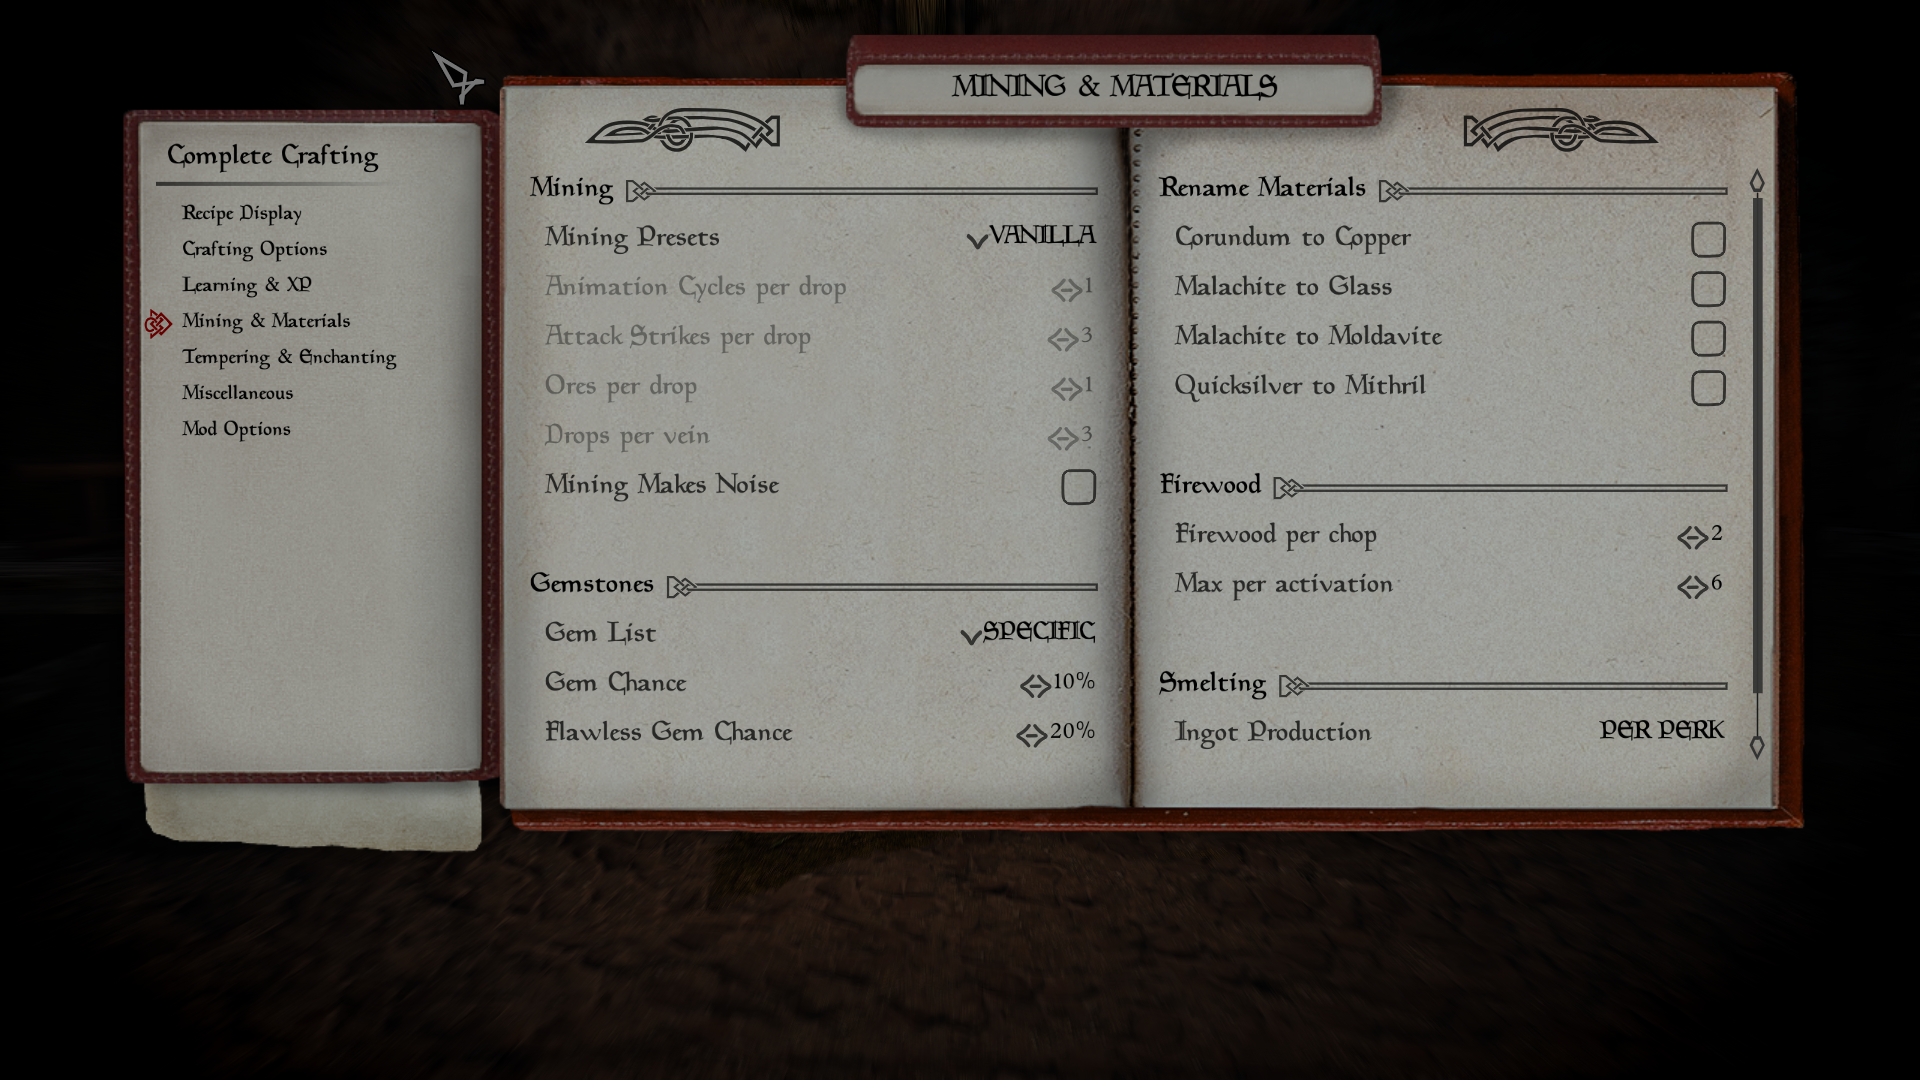 MINING & MATERIALS
Complete Crafting
Recipe Display
Crafting Options
Learning & XP
Mining & Materials
Tempering & Enchanting
Miscellaneous
Mod Options
Mining
Mining Presets VANILLA
Animation Cycles per drop 1
Attack Strikes per drop 3
Ores per drop 1
Drops per vein 3
Mining Makes Noise
Gemstones
Gem List SPECIFIC
Gem Chance 10%
Flawless Gem Chance 20%
Rename Materials
Corundum to Copper
Malachite to Glass
Malachite to Moldavite
Quicksilver to Mithril
Firewood
Firewood per chop 2
Max per activation 6
Smelting
Ingot Production PER PERK